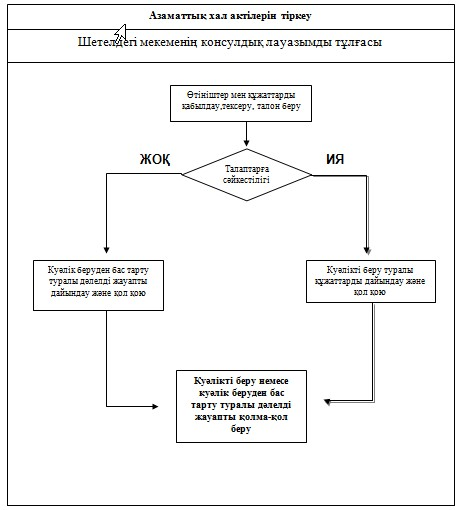 Азаматтық хал актілерін тіркеу
Шетелдегі мекеменің консулдық лауазымды тұлғасы
Өтініштер мен құжаттарды
қабылдау,тексеру, талон беру
ЖОҚ
ИЯ
Талаптарға
сәйкестілігі
Куәлік беруден бас тарту
туралы дәлелді жауапты
дайындау және қол қою
Куәлікті беру туралы
құжаттарды дайындау және
қол қою
Куәлікті беру немесе
куәлік беруден бас
тарту туралы дәлелді
жауапты қолма-қол
беру